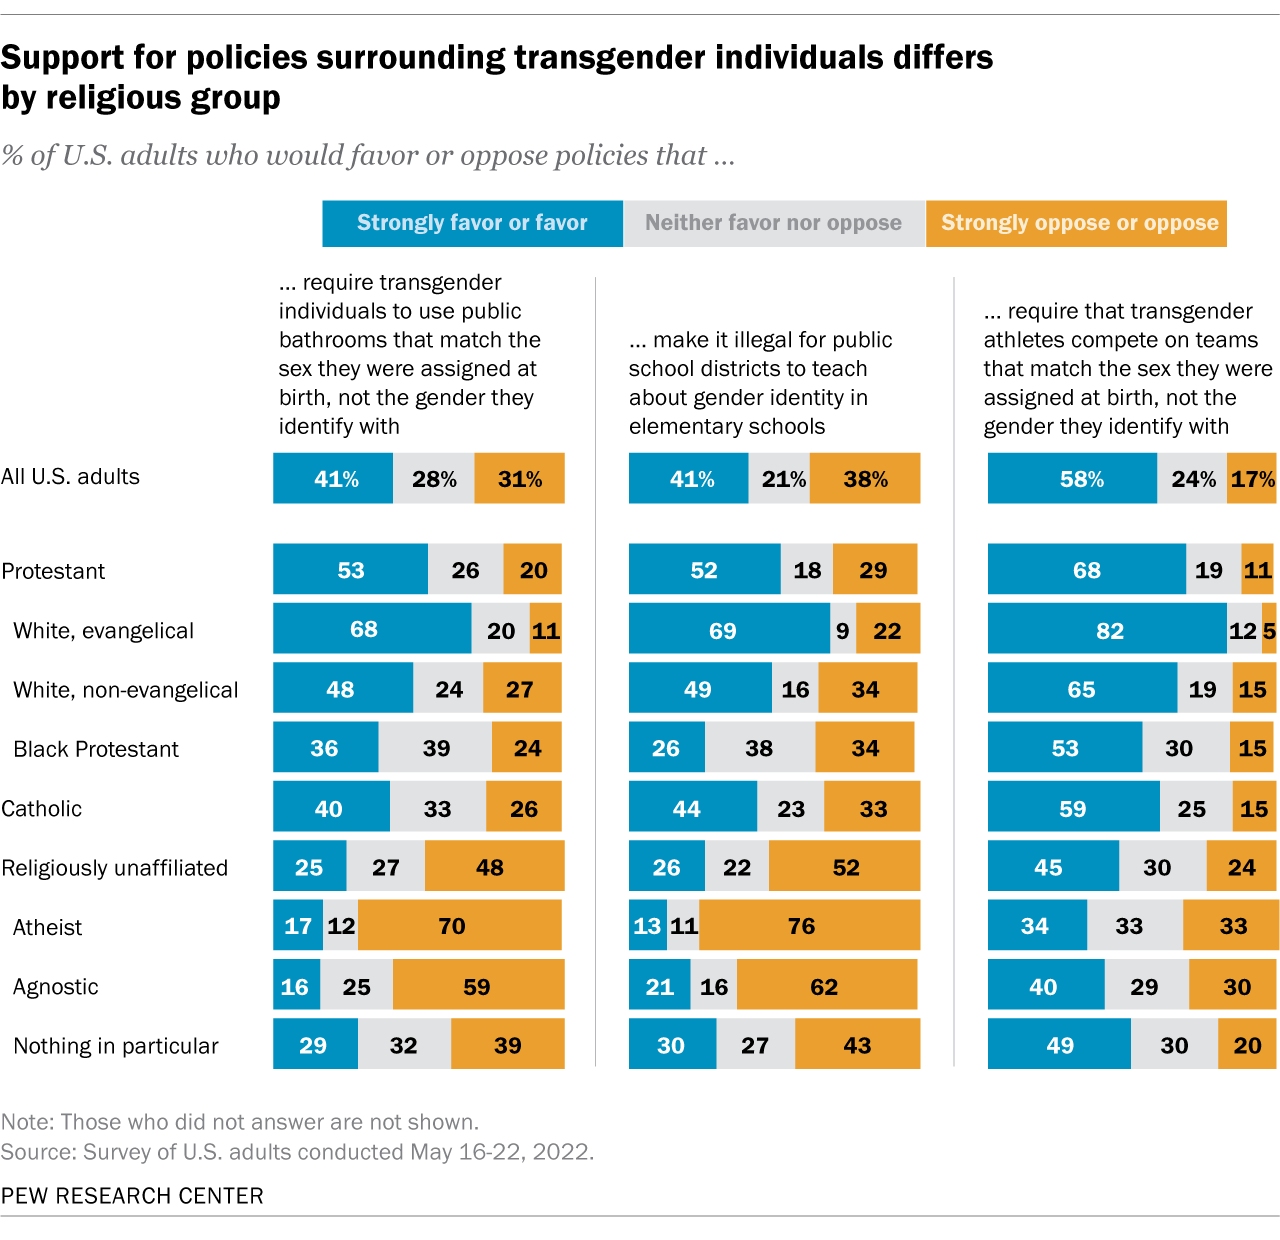 Support for policies surrounding transgender individuals differs
by religious group
% of U.S. adults who would favor or oppose policies that ...
Strongly favor or favor Neither favor nor oppose Strongly oppose or oppose
... require transgender
individuals to use public
bathrooms that match the
sex they were assigned at
birth, not the gender they
identify with
... make it illegal for public
school districts to teach
about gender identity in
elementary schools
... require that transgender
athletes compete on teams
that match the sex they were
assigned at birth, not the
gender they identify with
All U.S. adults 41% 28% 31% 41% 21% 38% 58% 24% 17%
Protestant 53 26 20 52 18 29 68 19 11
White, evangelical 68 20 11 69 9 22 82 12 5
White, non-evangelical 48 24 27 49 16 34 65 19 15
Black Protestant 36 39 24 26 38 34 53 30 15
Catholic 40 33 26 44 23 33 59 25 15
Religiously unaffiliated 25 27 48 26 22 52 45 30 24
Atheist 17 12 70 13 11 76 34 33 33
Agnostic 16 25 59 21 16 62 40 29 30
Nothing in particular 29 32 39 30 27 43 49 30 20
Note: Those who did not answer are not shown.
Source: Survey of U.S. adults conducted May 16-22, 2022.
PEW RESEARCH CENTER